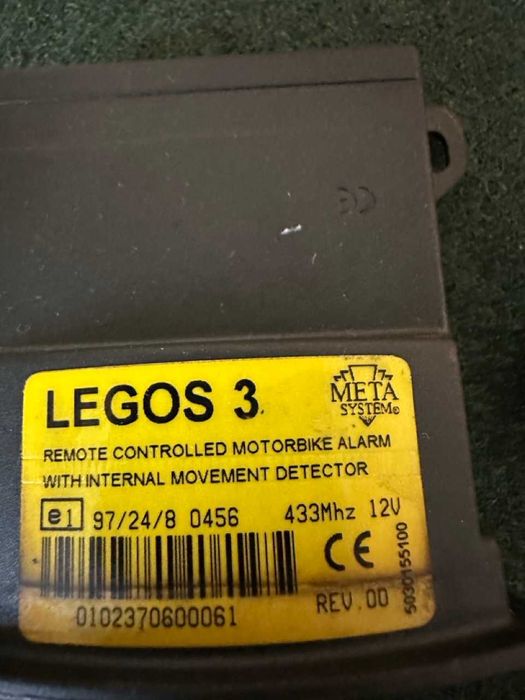 LEGOS 3
META
SYSTEM®
REMOTE CONTROLLED MOTORBIKE ALARM
WITH INTERNAL MOVEMENT DETECTOR
e1 97/24/8 0456 433Mhz 12V
CE
0102370600061
REV.00
5030155100